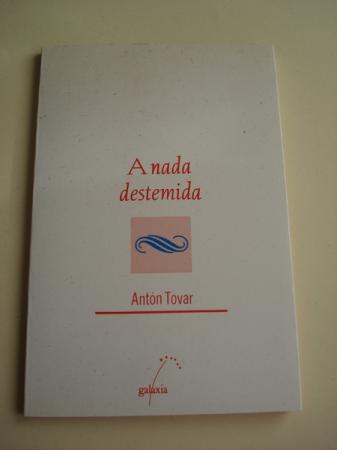 A nada
destemida
Antón Tovar
galaxia